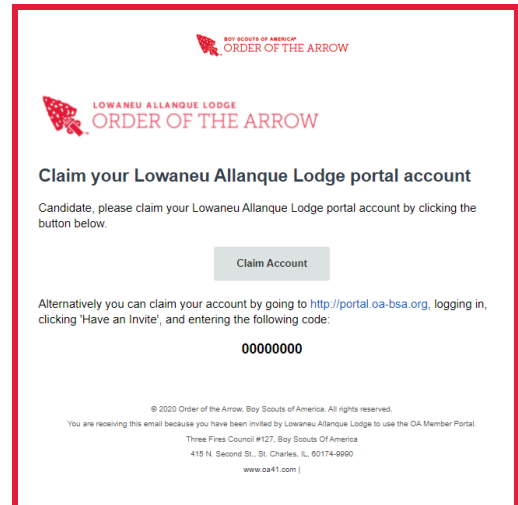 BOY SCOUTS OF AMERICA®
ORDER OF THE ARROW
LOWANEU ALLANQUE LODGE
ORDER OF THE ARROW
Claim your Lowaneu Allanque Lodge portal account
Candidate, please claim your Lowaneu Allanque Lodge portal account by clicking the
button below.
Claim Account
Alternatively you can claim your account by going to http://portal.oa-bsa.org, logging in,
clicking 'Have an Invite', and entering the following code:
00000000
© 2020 Order of the Arrow, Boy Scouts of America. All rights reserved.
You are receiving this email because you have been invited by Lowaneu Allanque Lodge to use the OA Member Portal.
Three Fires Council #127, Boy Scouts Of America
415 N. Second St., St. Charles, IL, 60174-9990
www.oa41.com |